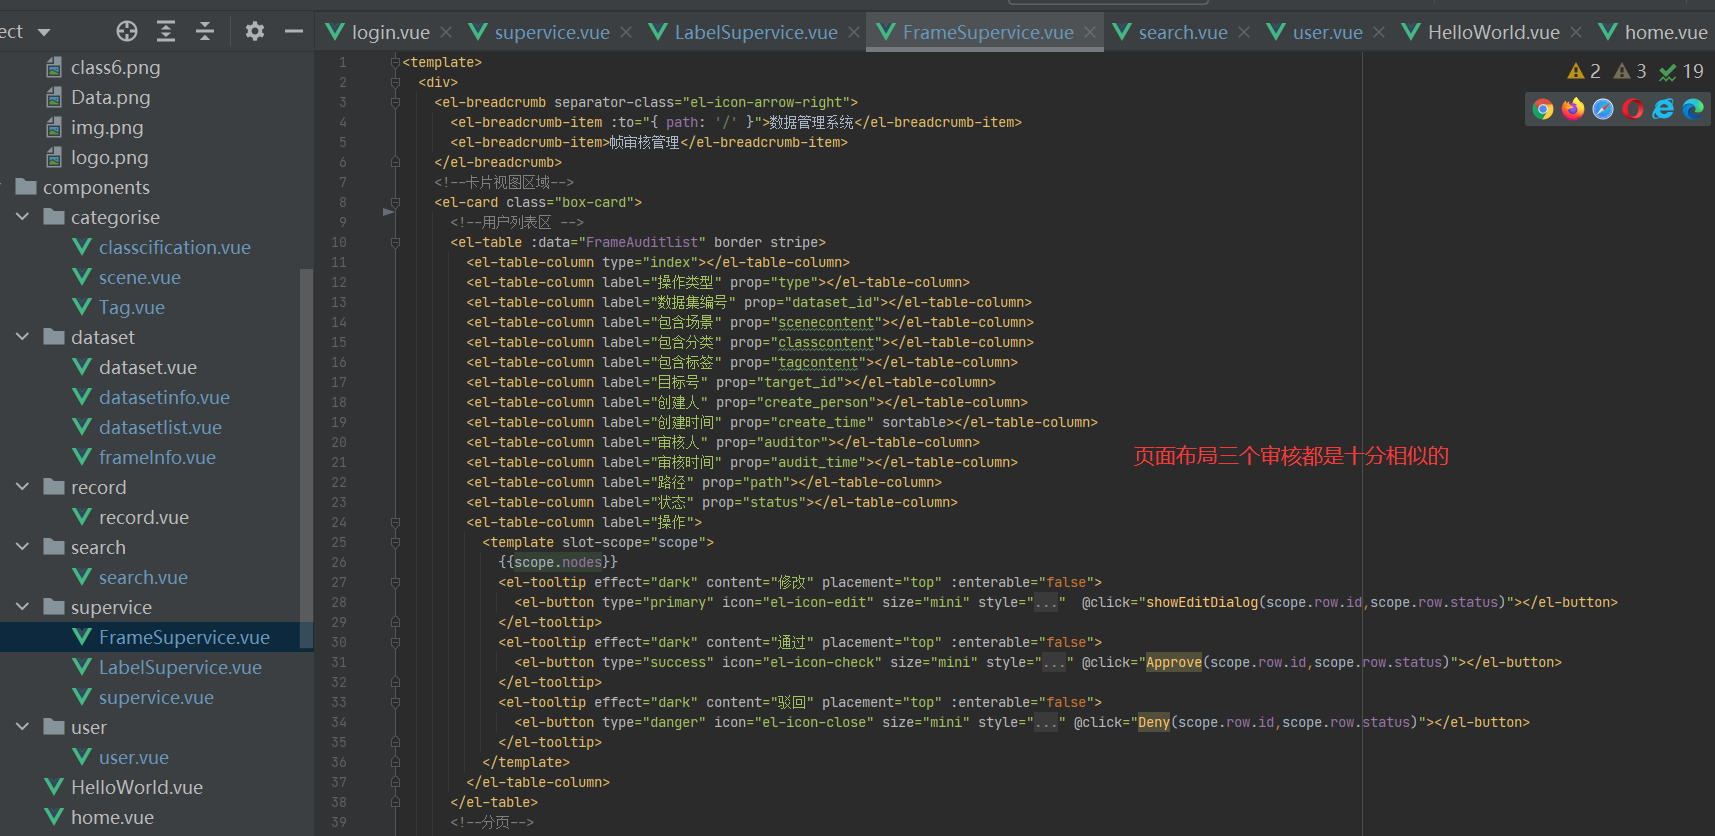 ect
login.vue
supervice.vue
LabelSupervice.vue
FrameSupervice.vue
search.vue
user.vue
HelloWorld.vue
home.vue
2 3 19
class6.png
Data.png
img.png
logo.png
components
categorise
classcification.vue
scene.vue
Tag.vue
dataset
dataset.vue
datasetinfo.vue
datasetlist.vue
frameInfo.vue
record
record.vue
search
search.vue
supervice
FrameSupervice.vue
LabelSupervice.vue
supervice.vue
user
user.vue
HelloWorld.vue
home.vue
1 <template>
2 <div>
3 <el-breadcrumb separator-class="el-icon-arrow-right">
4 <el-breadcrumb-item :to="{ path: '/' }">数据管理系统</el-breadcrumb-item>
5 <el-breadcrumb-item>帧审核管理</el-breadcrumb-item>
6 </el-breadcrumb>
7 <!--卡片视图区域-->
8 <el-card class="box-card">
9 <!--用户列表区 -->
10 <el-table :data="FrameAuditlist" border stripe>
11 <el-table-column type="index"></el-table-column>
12 <el-table-column label="操作类型" prop="type"></el-table-column>
13 <el-table-column label="数据集编号" prop="dataset_id"></el-table-column>
14 <el-table-column label="包含场景" prop="scenecontent"></el-table-column>
15 <el-table-column label="包含分类" prop="classcontent"></el-table-column>
16 <el-table-column label="包含标签" prop="tagcontent"></el-table-column>
17 <el-table-column label="目标号" prop="target_id"></el-table-column>
18 <el-table-column label="创建人" prop="create_person"></el-table-column>
19 <el-table-column label="创建时间" prop="create_time" sortable></el-table-column>
20 <el-table-column label="审核人" prop="auditor"></el-table-column>
21 <el-table-column label="审核时间" prop="audit_time"></el-table-column>
22 <el-table-column label="路径" prop="path"></el-table-column>
23 <el-table-column label="状态" prop="status"></el-table-column>
24 <el-table-column label="操作">
25 <template slot-scope="scope">
26 {{scope.nodes}}
27 <el-tooltip effect="dark" content="修改" placement="top" :enterable="false">
28 <el-button type="primary" icon="el-icon-edit" size="mini" style="..." @click="showEditDialog(scope.row.id,scope.row.status)"></el-button>
29 </el-tooltip>
30 <el-tooltip effect="dark" content="通过" placement="top" :enterable="false">
31 <el-button type="success" icon="el-icon-check" size="mini" style="..." @click="Approve(scope.row.id,scope.row.status)"></el-button>
32 </el-tooltip>
33 <el-tooltip effect="dark" content="驳回" placement="top" :enterable="false">
34 <el-button type="danger" icon="el-icon-close" size="mini" style="..." @click="Deny(scope.row.id,scope.row.status)"></el-button>
35 </el-tooltip>
36 </template>
37 </el-table-column>
38 </el-table>
39 <!--分页-->
页面布局三个审核都是十分相似的